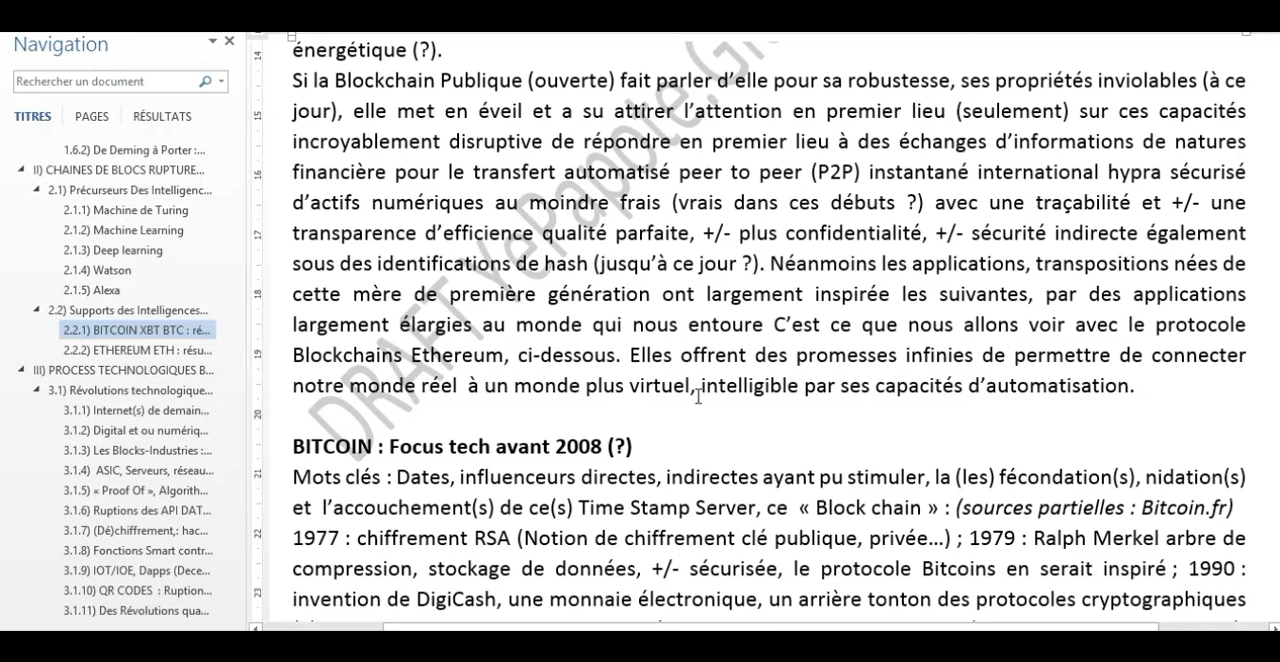 Navigation
Rechercher un document
TITRES
PAGES
RÉSULTATS
1.6.2) De Deming à Porter :...
II) CHAINES DE BLOCS RUPTURE...
2.1) Précurseurs Des Intelligenc...
2.1.1) Machine de Turing
2.1.2) Machine Learning
2.1.3) Deep learning
2.1.4) Watson
2.1.5) Alexa
2.2) Supports des Intelligences...
2.2.1) BITCOIN XBT BTC : ré...
2.2.2) ETHEREUM ETH : résu...
III) PROCESS TECHNOLOGIQUES B...
3.1) Révolutions technologique...
3.1.1) Internet(s) de demain...
3.1.2) Digital et ou numériq...
3.1.3) Les Blocks-Industries :...
3.1.4) ASIC, Serveurs, réseau...
3.1.5) « Proof Of », Algorith...
3.1.6) Ruptions des API DAT...
3.1.7) (Dé)chiffrement,: hac...
3.1.8) Fonctions Smart contr...
3.1.9) IOT/IOE, Dapps (Dece...
3.1.10) QR CODES : Ruption...
3.1.11) Des Révolutions qua...
14
15
16
17
18
19
20
21
22
23
énergétique (?).
Si la Blockchain Publique (ouverte) fait parler d’elle pour sa robustesse, ses propriétés inviolables (à ce
jour), elle met en éveil et a su attirer l’attention en premier lieu (seulement) sur ces capacités
incroyablement disruptive de répondre en premier lieu à des échanges d’informations de natures
financière pour le transfert automatisé peer to peer (P2P) instantané international hypra sécurisé
d’actifs numériques au moindre frais (vrais dans ces débuts ?) avec une traçabilité et +/- une
transparence d’efficience qualité parfaite, +/- plus confidentialité, +/- sécurité indirecte également
sous des identifications de hash (jusqu’à ce jour ?). Néanmoins les applications, transpositions nées de
cette mère de première génération ont largement inspirée les suivantes, par des applications
largement élargies au monde qui nous entoure C’est ce que nous allons voir avec le protocole
Blockchains Ethereum, ci-dessous. Elles offrent des promesses infinies de permettre de connecter
notre monde réel à un monde plus virtuel, intelligible par ses capacités d’automatisation.
BITCOIN : Focus tech avant 2008 (?)
Mots clés : Dates, influenceurs directes, indirectes ayant pu stimuler, la (les) fécondation(s), nidation(s)
et l’accouchement(s) de ce(s) Time Stamp Server, ce « Block chain » : (sources partielles : Bitcoin.fr)
1977 : chiffrement RSA (Notion de chiffrement clé publique, privée...) ; 1979 : Ralph Merkel arbre de
compression, stockage de données, +/- sécurisée, le protocole Bitcoins en serait inspiré ; 1990 :
invention de DigiCash, une monnaie électronique, un arrière tonton des protocoles cryptographiques
DRAFT